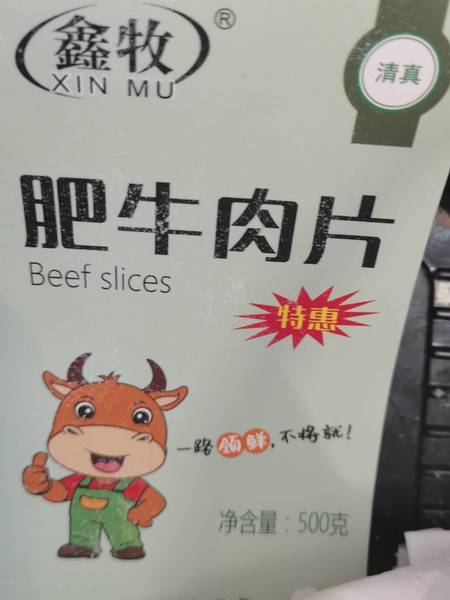 鑫牧®
XIN MU
清真
肥牛肉片
Beef slices
特惠
一路领鲜,不将就!
净含量:500克